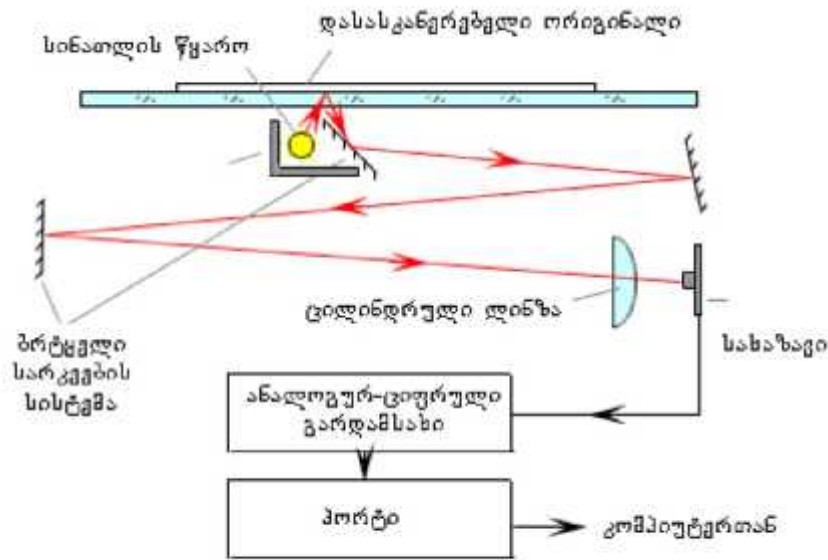 დასასკანერებელი ორიგინალი
სინათლის წყარო
ცილინდრული ლინზა
სახაზავი
ბრტყელი
სარკეების
სისტემა
ანალოგურ-ციფრული
გარდამსახი
პორტი
კომპიუტერთან